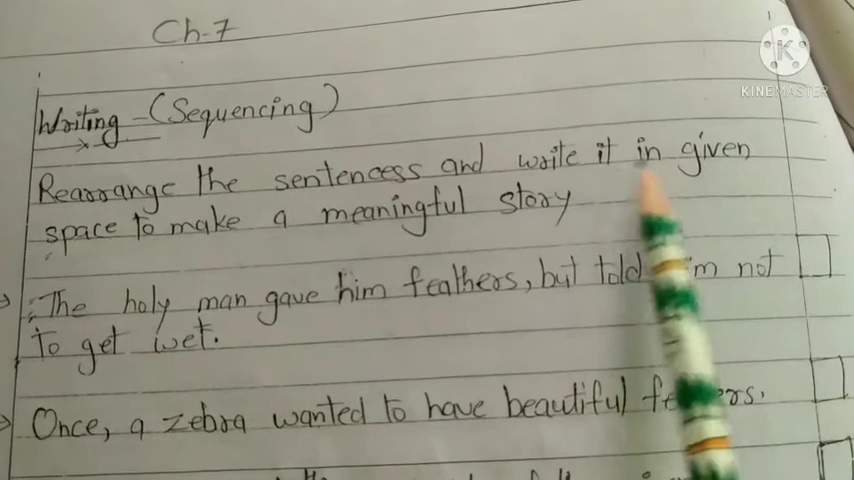 Ch-7
KINEMASTER
Writing - (Sequencing)
Rearrange the sentencess and write it in given
space to make a meaningful story
The holy man gave him feathers, but told not
to get wet.
Once, a zebra wanted to have beautiful